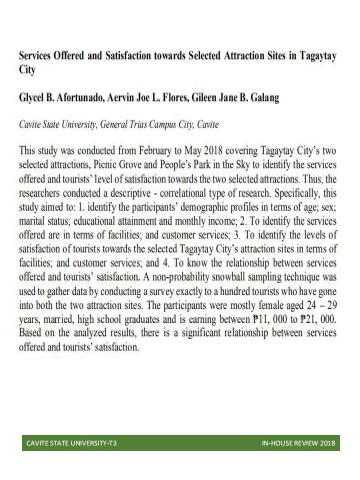 Services Offered and Satisfaction towards Selected Attraction Sites in Tagaytay
City
Glycel B. Afortunado, Aervin Joe L. Flores, Gileen Jane B. Galang
Cavite State University, General Trias Campus City, Cavite
This study was conducted from February to May 2018 covering Tagaytay City's two
selected attractions, Picnic Grove and People's Park in the Sky to identify the services
offered and tourists' level of satisfaction towards the two selected attractions. Thus, the
researchers conducted a descriptive - correlational type of research. Specifically, this
study aimed to: 1. identify the participants' demographic profiles in terms of age; sex;
marital status; educational attainment and monthly income; 2. To identify the services
offered are in terms of facilities; and customer services; 3. To identify the levels of
satisfaction of tourists towards the selected Tagaytay City's attraction sites in terms of
facilities; and customer services; and 4. To know the relationship between services
offered and tourists' satisfaction. A non-probability snowball sampling technique was
used to gather data by conducting a survey exactly to a hundred tourists who have gone
into both the two attraction sites. The participants were mostly female aged 24 – 29
years, married, high school graduates and is earning between ₱11, 000 to ₱21, 000.
Based on the analyzed results, there is a significant relationship between services
offered and tourists' satisfaction.
CAVITE STATE UNIVERSITY-T3 IN-HOUSE REVIEW 2018